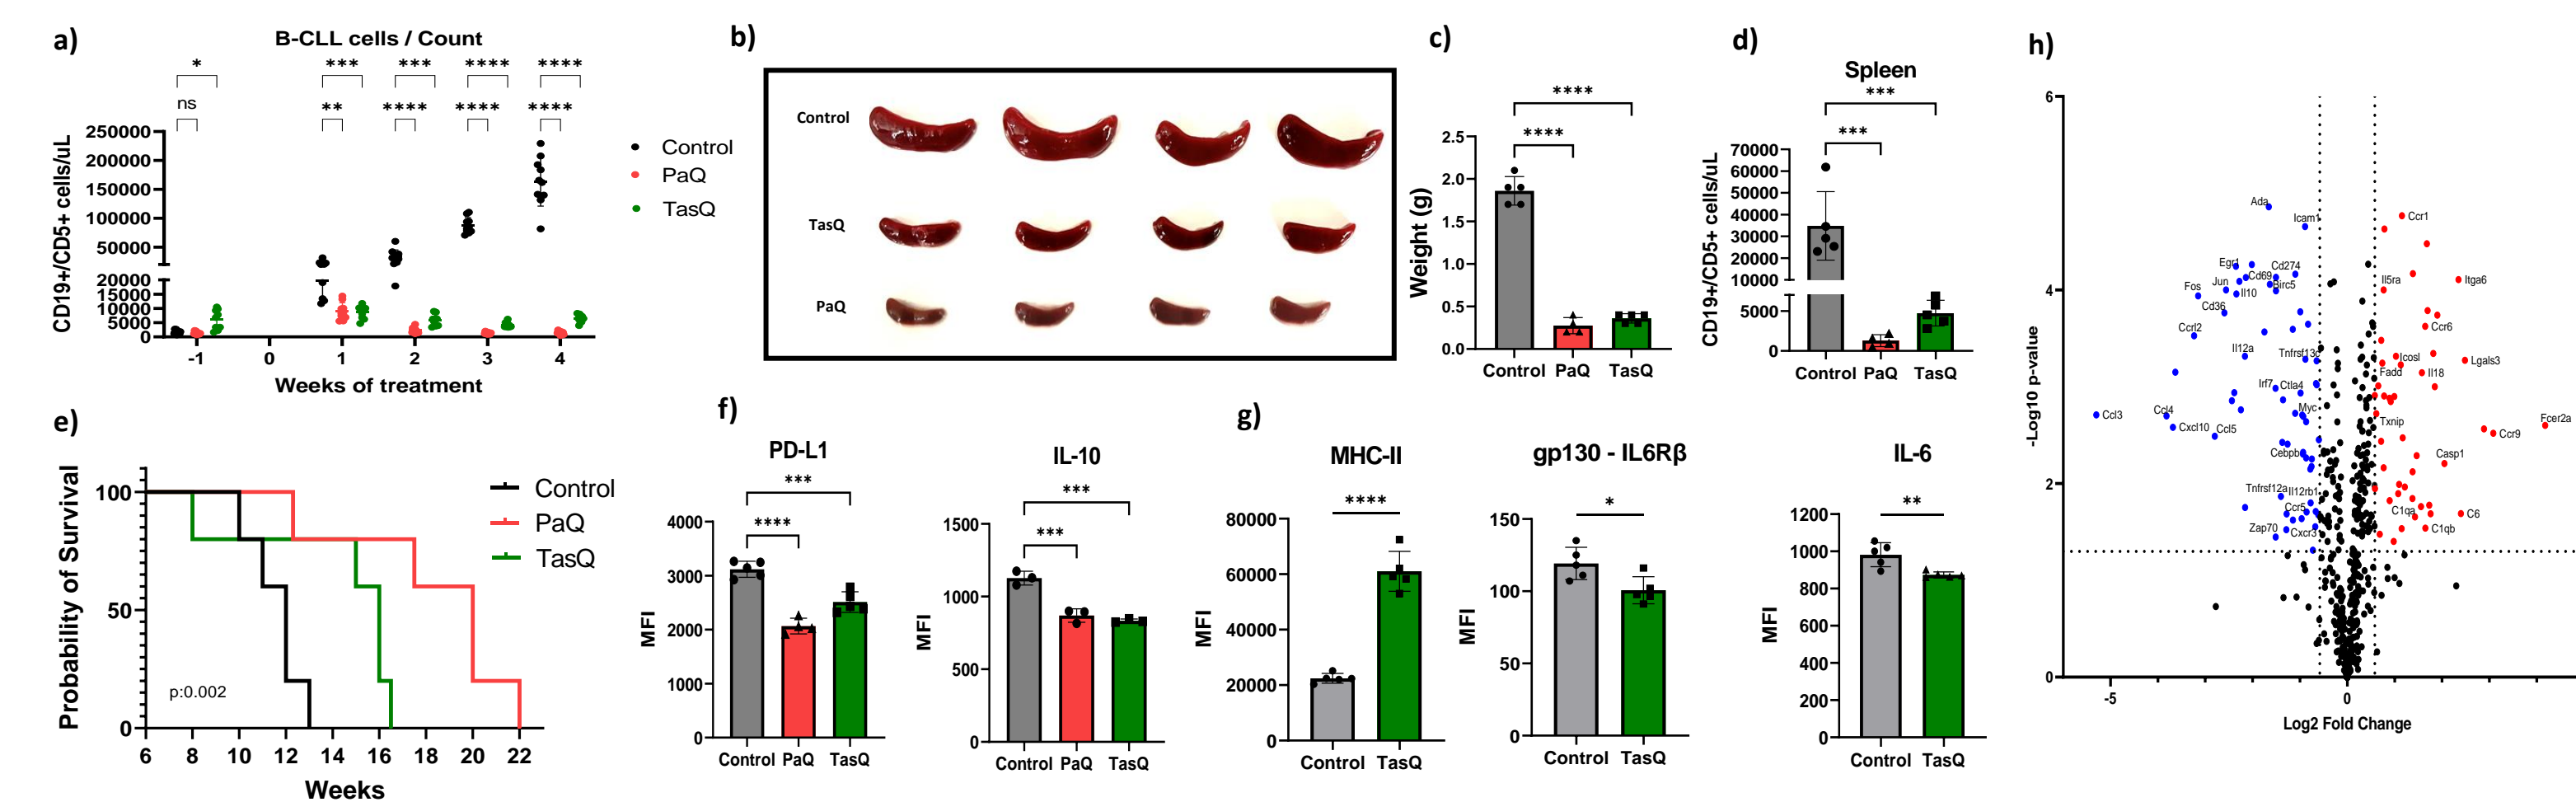 a)
B-CLL cells / Count
* *** *** **** ****
ns ** **** **** ****
CD19+/CD5+ cells/uL
250000
200000
150000
100000
50000
20000
15000
10000
5000
0
-1 0 1 2 3 4
Weeks of treatment
Control
PaQ
TasQ
b)
Control
TasQ
PaQ
c)
****
****
Weight (g)
2.5
2.0
1.5
1.0
0.5
0.0
Control PaQ TasQ
d)
Spleen
***
***
CD19+/CD5+ cells/uL
70000
60000
50000
40000
30000
20000
10000
5000
0
Control PaQ TasQ
e)
Probability of Survival
100
50
0
p:0.002
6 8 10 12 14 16 18 20 22
Weeks
Control
PaQ
TasQ
f)
PD-L1
***
****
MFI
4000
3000
2000
1000
0
Control PaQ TasQ
IL-10
***
***
MFI
1500
1000
500
0
Control PaQ TasQ
g)
MHC-II
****
MFI
80000
60000
40000
20000
0
Control TasQ
gp130 - IL6Rβ
*
MFI
150
100
50
0
Control TasQ
IL-6
**
MFI
1200
1000
800
600
400
200
0
Control TasQ
h)
-Log10 p-value
6
4
2
0
-5 0
Log2 Fold Change
Ada
Icam1
Ccr1
Egr1
Cd69
Cd274
Il5ra
Itga6
Fos
Jun
Il10
Birc5
Cd36
Ccrl2
Ccr6
Il12a
Tnfrsf13c
Icosl
Lgals3
Fadd
Il18
Irf7
Ctla4
Ccl3
Ccl4
Myc
Txnip
Fcer2a
Cxcl10
Ccl5
Ccr9
Cebpb
Casp1
Tnfrsf12a
Il12rb1
Ccr5
C1qa
C6
Zap70
Cxcr3
C1qb